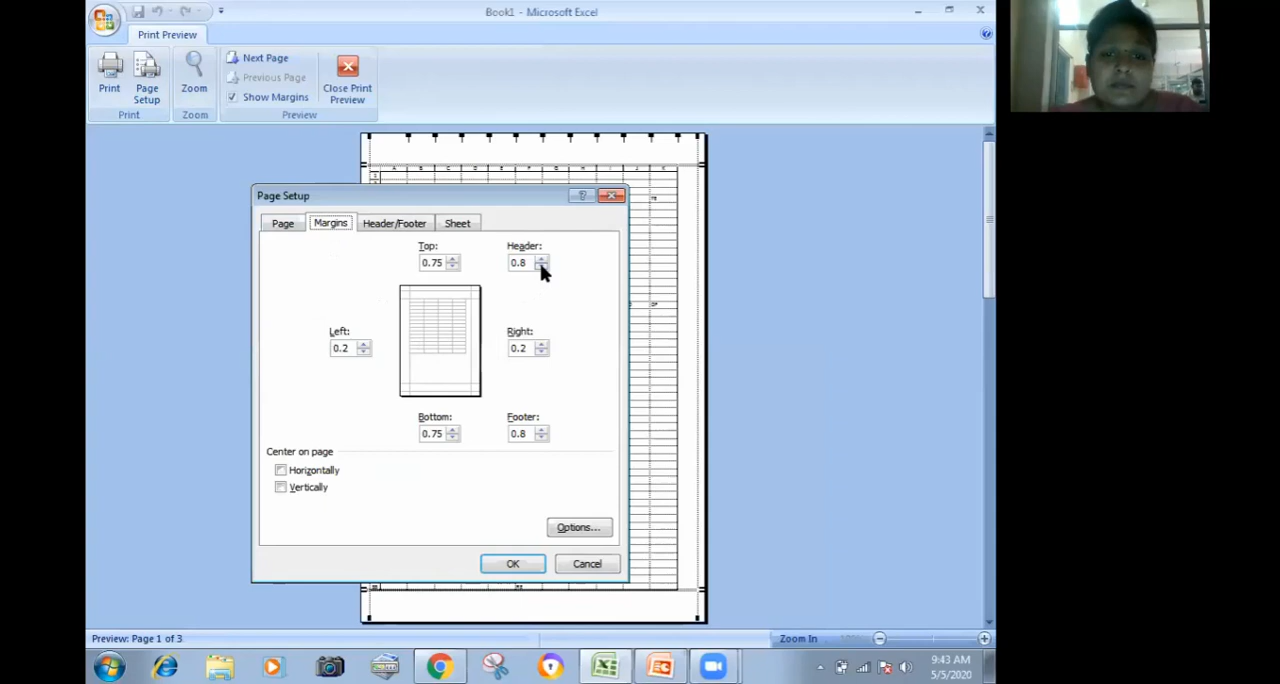 Book1 - Microsoft Excel
Print Preview
Print
Page Setup
Zoom
Next Page
Previous Page
Show Margins
Close Print Preview
Print
Zoom
Preview
Page Setup
Page
Margins
Header/Footer
Sheet
Top:
Header:
0.75
0.8
Left:
Right:
0.2
0.2
Bottom:
Footer:
0.75
0.8
Center on page
Horizontally
Vertically
Options...
OK
Cancel
Preview: Page 1 of 3
Zoom In
9:43 AM
5/5/2020